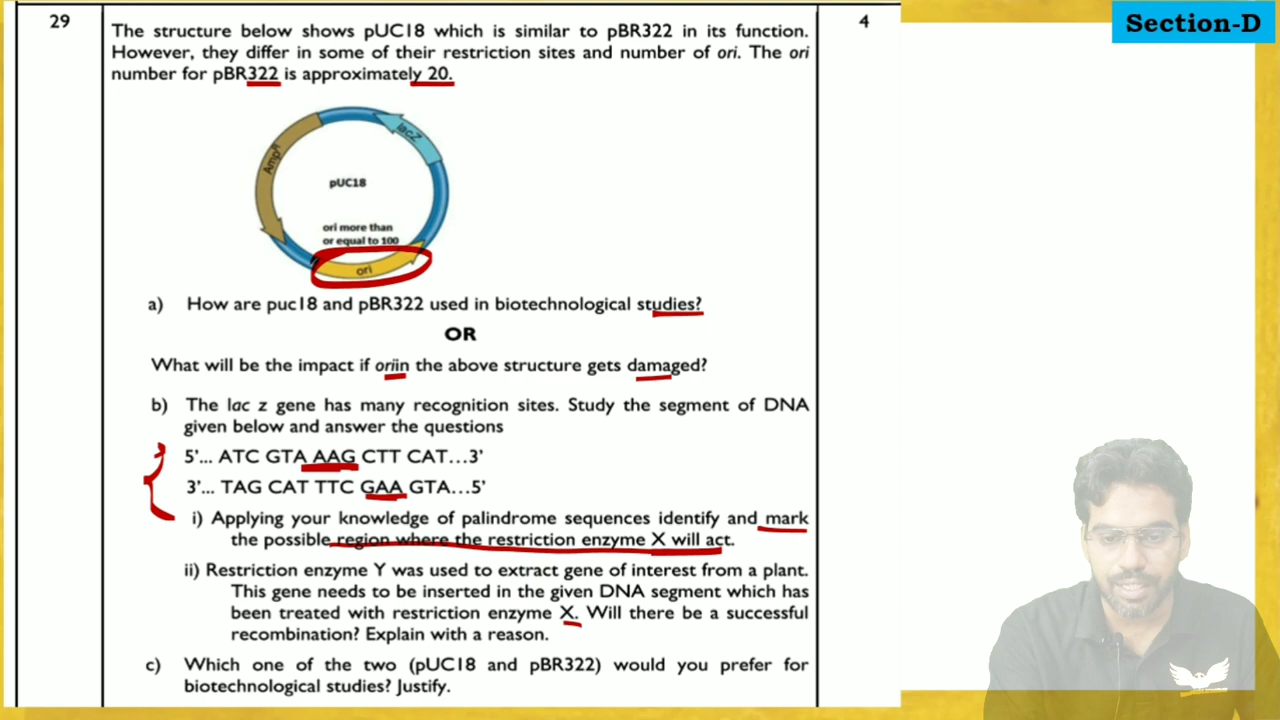 Section-D
29
4
The structure below shows pUC18 which is similar to pBR322 in its function.
However, they differ in some of their restriction sites and number of ori. The ori
number for pBR322 is approximately 20.
lacZ
Ampᴿ
pUC18
ori more than
or equal to 100
ori
a) How are puc18 and pBR322 used in biotechnological studies?
OR
What will be the impact if oriin the above structure gets damaged?
b) The lac z gene has many recognition sites. Study the segment of DNA
given below and answer the questions
5'... ATC GTA AAG CTT CAT...3'
3'... TAG CAT TTC GAA GTA...5'
i) Applying your knowledge of palindrome sequences identify and mark
the possible region where the restriction enzyme X will act.
ii) Restriction enzyme Y was used to extract gene of interest from a plant.
This gene needs to be inserted in the given DNA segment which has
been treated with restriction enzyme X. Will there be a successful
recombination? Explain with a reason.
c) Which one of the two (pUC18 and pBR322) would you prefer for
biotechnological studies? Justify.